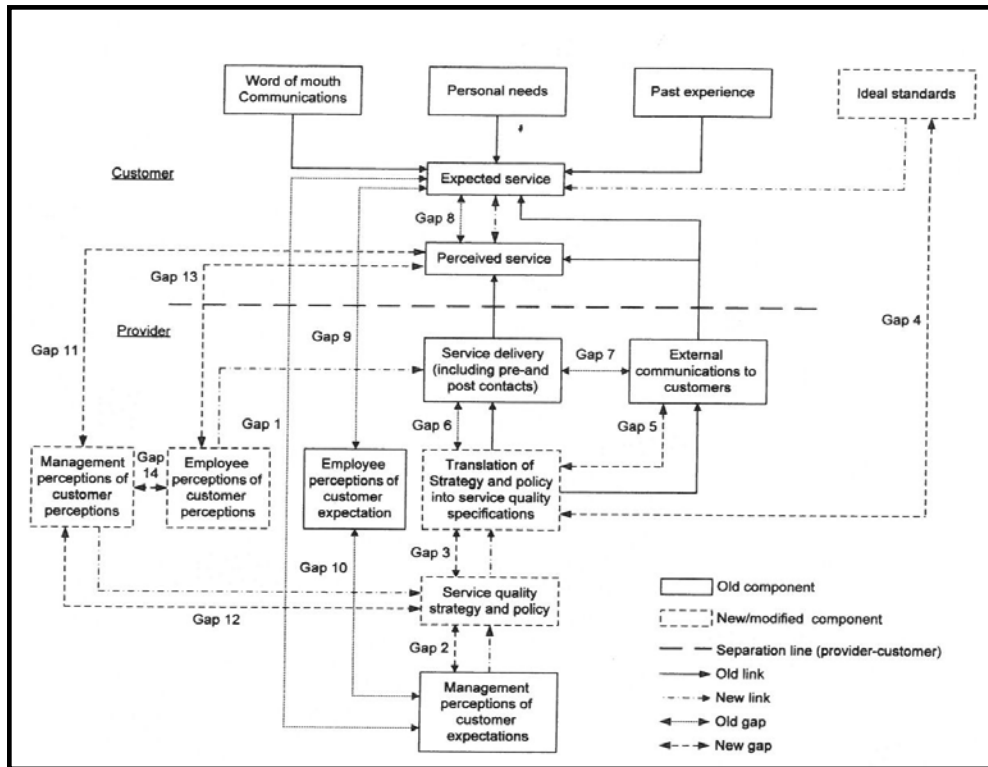 Word of mouth
Communications
Personal needs
Past experience
Ideal standards
Customer
Expected service
Gap 8
Perceived service
Gap 13
Provider
Gap 11
Gap 9
Gap 4
Service delivery
(including pre-and
post contacts)
Gap 7
External
communications to
customers
Gap 1
Gap 6
Gap 5
Management
perceptions of
customer
perceptions
Gap
14
Employee
perceptions of
customer
perceptions
Employee
perceptions of
customer
expectation
Translation of
Strategy and policy
into service quality
specifications
Gap 10
Gap 3
Service quality
strategy and policy
Gap 12
Gap 2
Management
perceptions of
customer
expectations
Old component
New/modified component
Separation line (provider-customer)
Old link
New link
Old gap
New gap